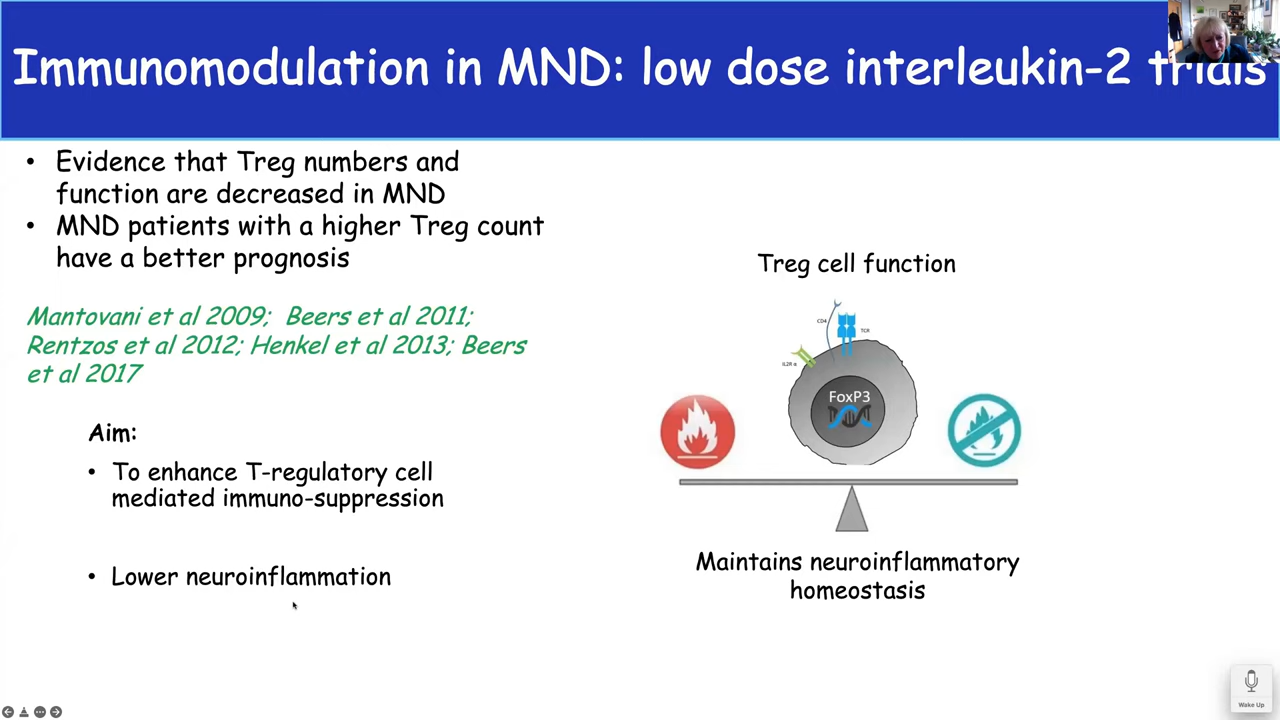 Immunomodulation in MND: low dose interleukin-2 trials
• Evidence that Treg numbers and
function are decreased in MND
• MND patients with a higher Treg count
have a better prognosis
Mantovani et al 2009; Beers et al 2011;
Rentzos et al 2012; Henkel et al 2013; Beers
et al 2017
Aim:
• To enhance T-regulatory cell
mediated immuno-suppression
• Lower neuroinflammation
Treg cell function
CD4
TCR
IL2R α
FoxP3
Maintains neuroinflammatory
homeostasis
Wake Up